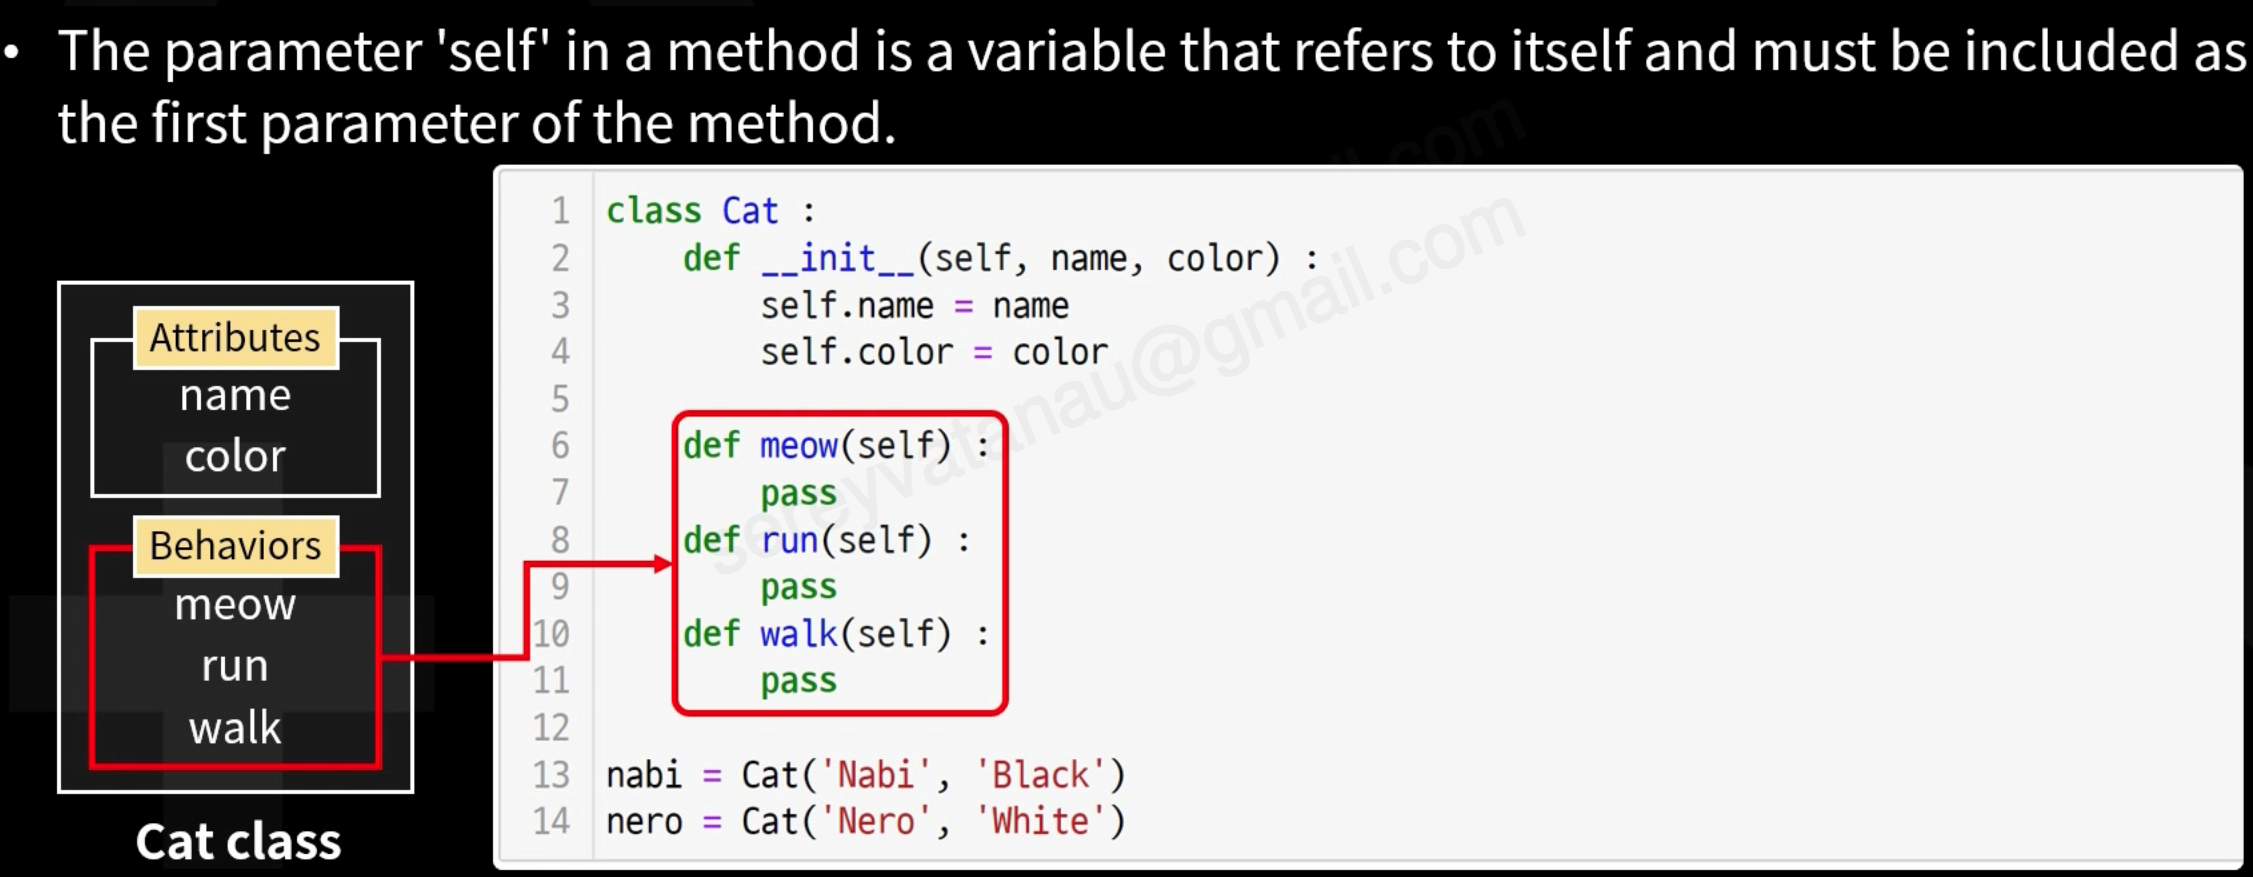 • The parameter 'self' in a method is a variable that refers to itself and must be included as
the first parameter of the method.
Attributes
name
color
Behaviors
meow
run
walk
Cat class
1 class Cat :
2     def __init__(self, name, color) :
3         self.name = name
4         self.color = color
5
6     def meow(self) :
7         pass
8     def run(self) :
9         pass
10     def walk(self) :
11         pass
12
13 nabi = Cat('Nabi', 'Black')
14 nero = Cat('Nero', 'White')
sereyvatanau@gmail.com
il.com